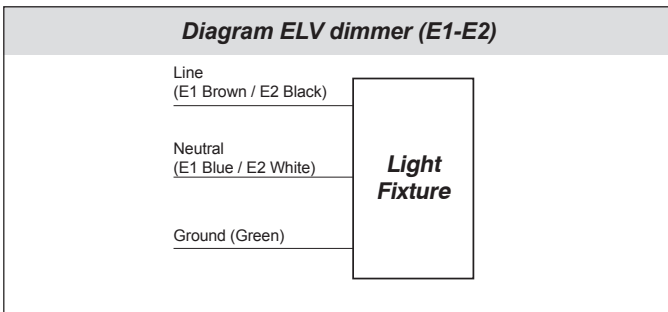 Diagram ELV dimmer (E1-E2)
Line
(E1 Brown / E2 Black)
Neutral
(E1 Blue / E2 White)
Light
Fixture
Ground (Green)